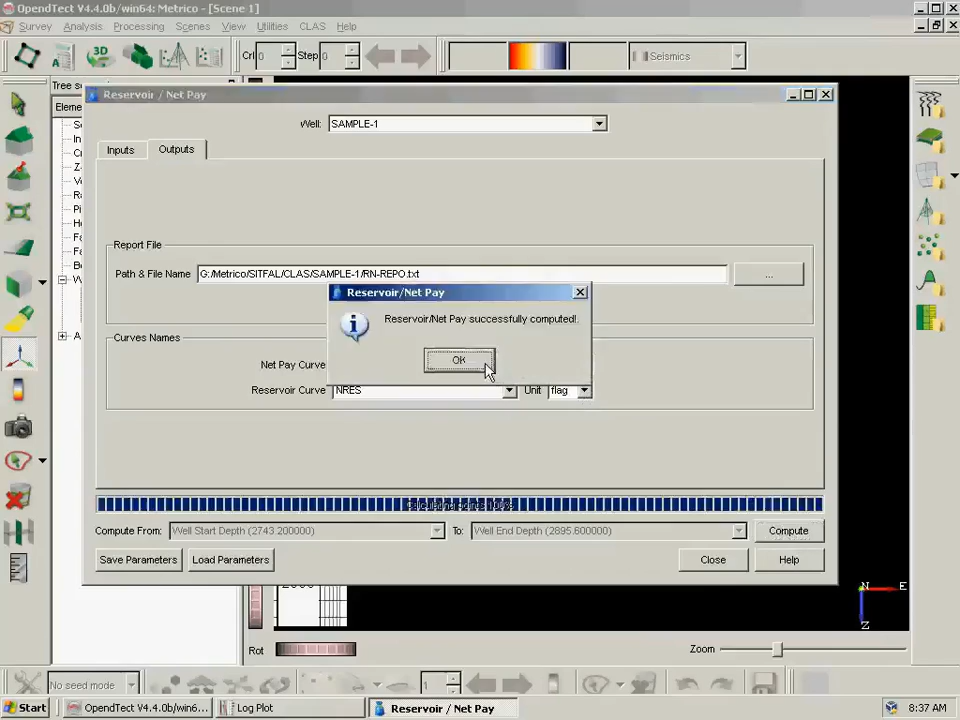 OpendTect V4.4.0b/win64: Metrico - [Scene 1]
Survey Analysis Processing Scenes View Utilities CLAS Help
3D Crl 0 Step 0 Seismics
Tree
Reservoir / Net Pay
Eleme
Well: SAMPLE-1
Inputs Outputs
Report File
Path & File Name G:/Metrico/SITFAL/CLAS/SAMPLE-1/RN-REPO.txt ...
Reservoir/Net Pay
Reservoir/Net Pay successfully computed!.
OK
Curves Names
Net Pay Curve
Reservoir Curve NRES Unit flag
Compute From: Well Start Depth (2743.200000) To: Well End Depth (2895.600000) Compute
Save Parameters Load Parameters Close Help
N E
Z
Rot Zoom
No seed mode 1
Start OpendTect V4.4.0b/win6... Log Plot Reservoir / Net Pay 8:37 AM